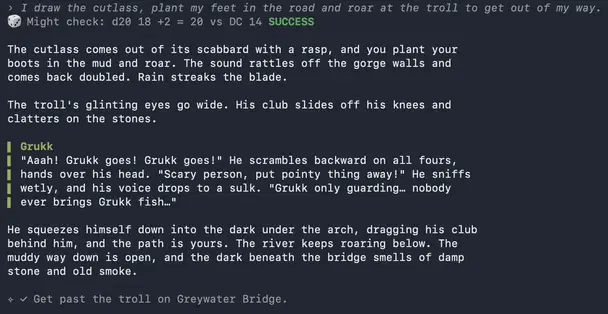 › I draw the cutlass, plant my feet in the road and roar at the troll to get out of my way.
🎲 Might check: d20 18 +2 = 20 vs DC 14 SUCCESS
The cutlass comes out of its scabbard with a rasp, and you plant your
boots in the mud and roar. The sound rattles off the gorge walls and
comes back doubled. Rain streaks the blade.
The troll's glinting eyes go wide. His club slides off his knees and
clatters on the stones.
Grukk
"Aaah! Grukk goes! Grukk goes!" He scrambles backward on all fours,
hands over his head. "Scary person, put pointy thing away!" He sniffs
wetly, and his voice drops to a sulk. "Grukk only guarding… nobody
ever brings Grukk fish…"
He squeezes himself down into the dark under the arch, dragging his club
behind him, and the path is yours. The river keeps roaring below. The
muddy way down is open, and the dark beneath the bridge smells of damp
stone and old smoke.
✧ ✓ Get past the troll on Greywater Bridge.